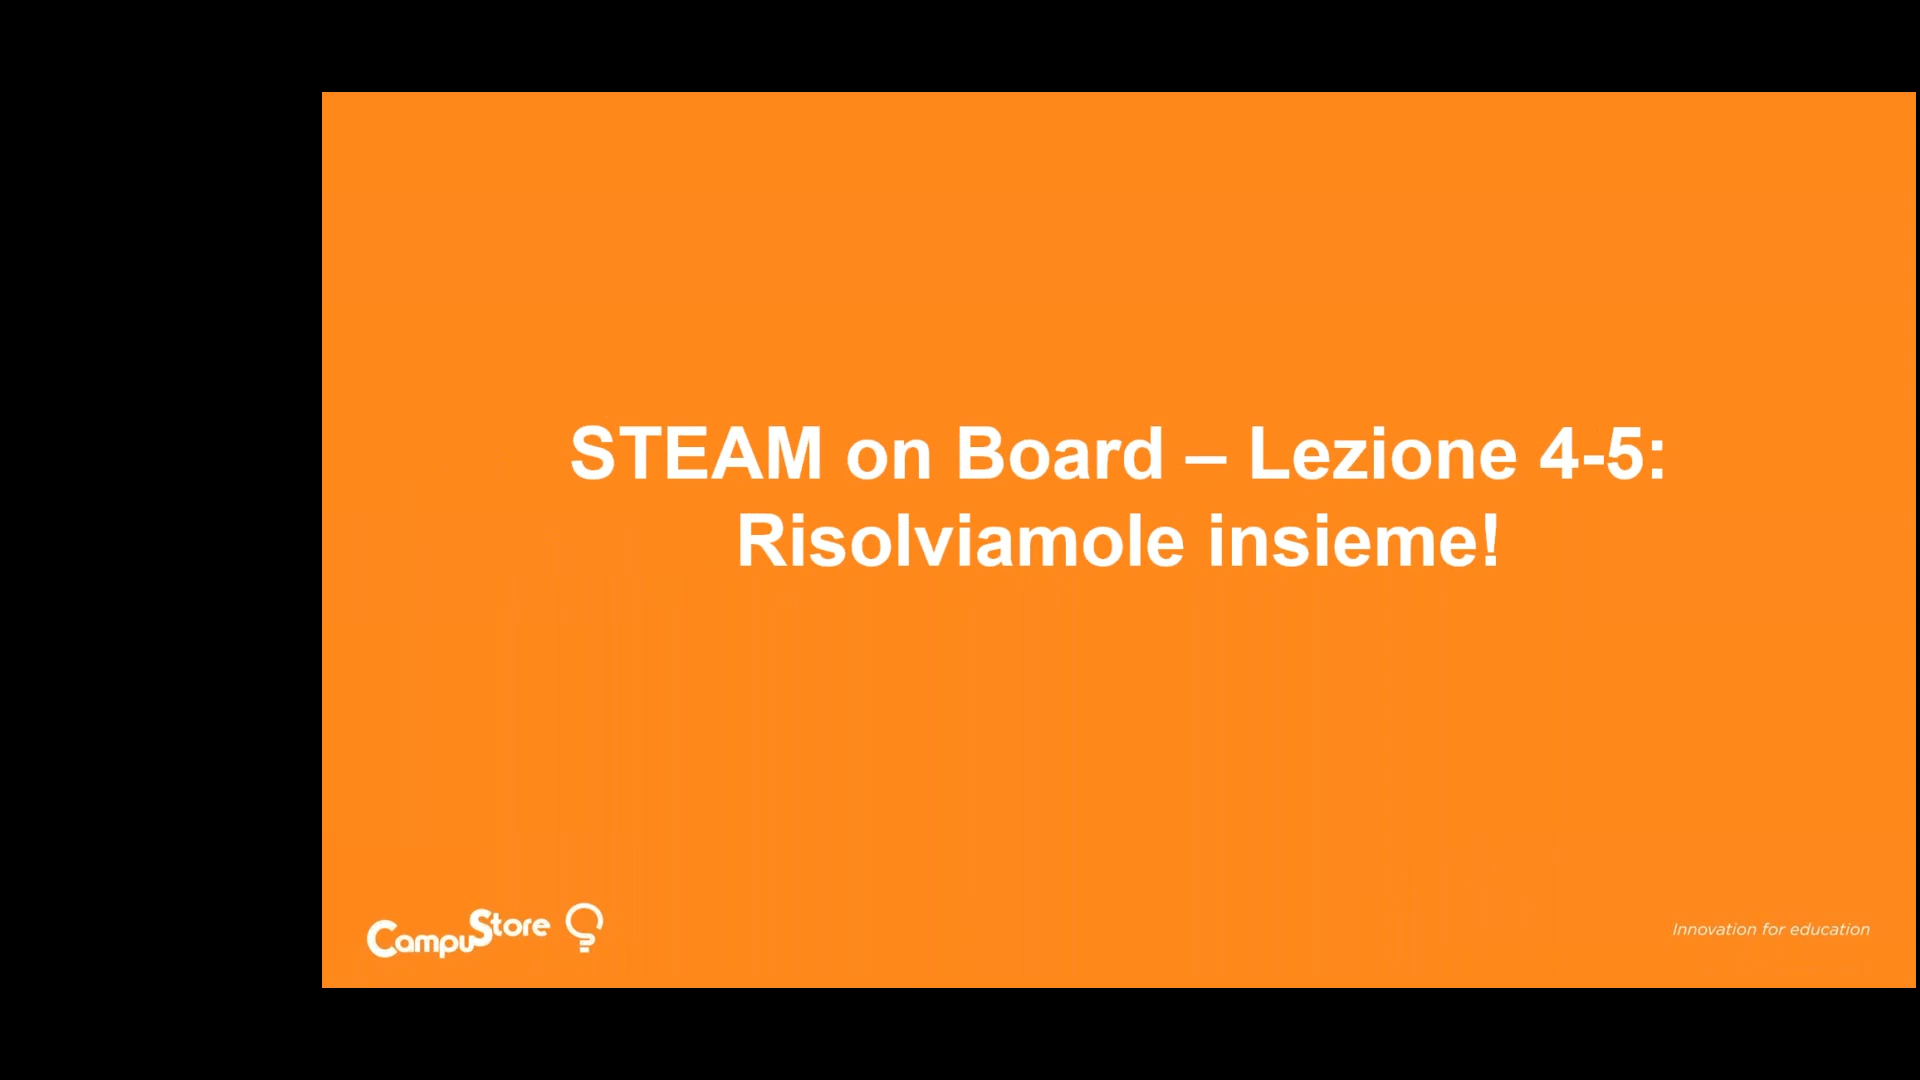 STEAM on Board – Lezione 4-5:
Risolviamole insieme!
CampuStore
Innovation for education